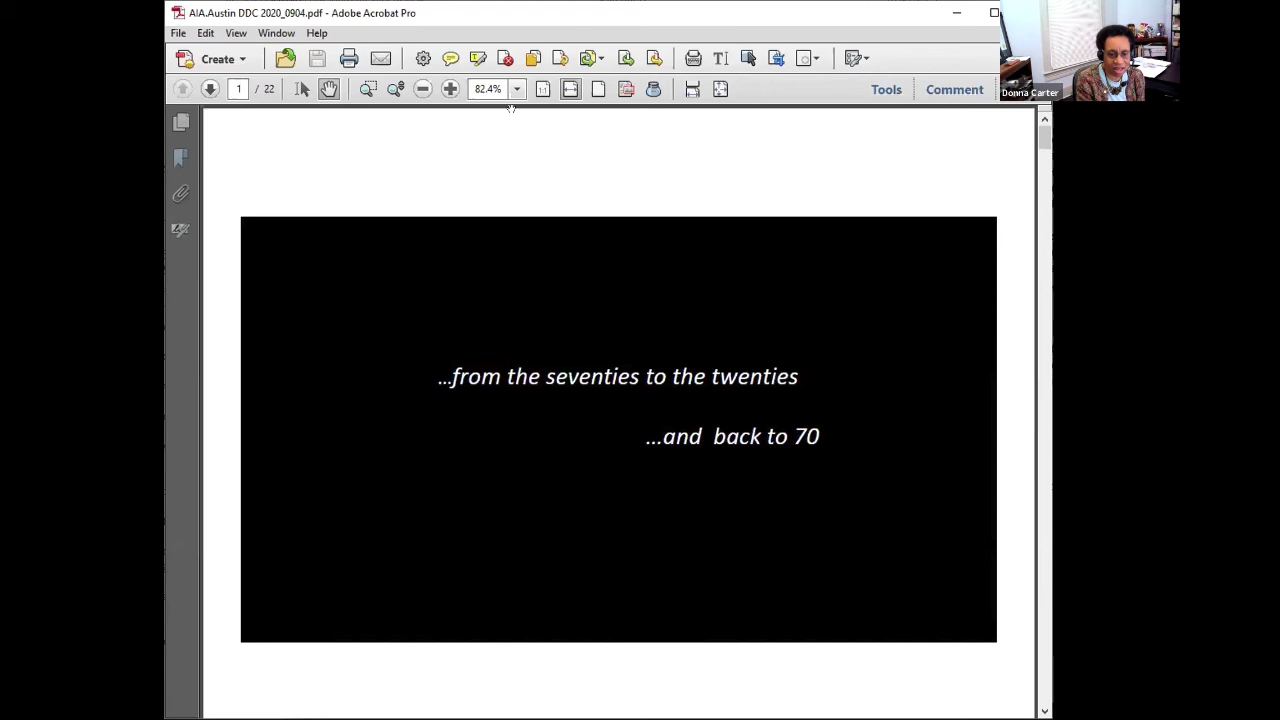 AIA.Austin DDC 2020_0904.pdf - Adobe Acrobat Pro
File Edit View Window Help
Create
1 / 22 82.4% Tools Comment
Donna Carter
...from the seventies to the twenties
...and back to 70